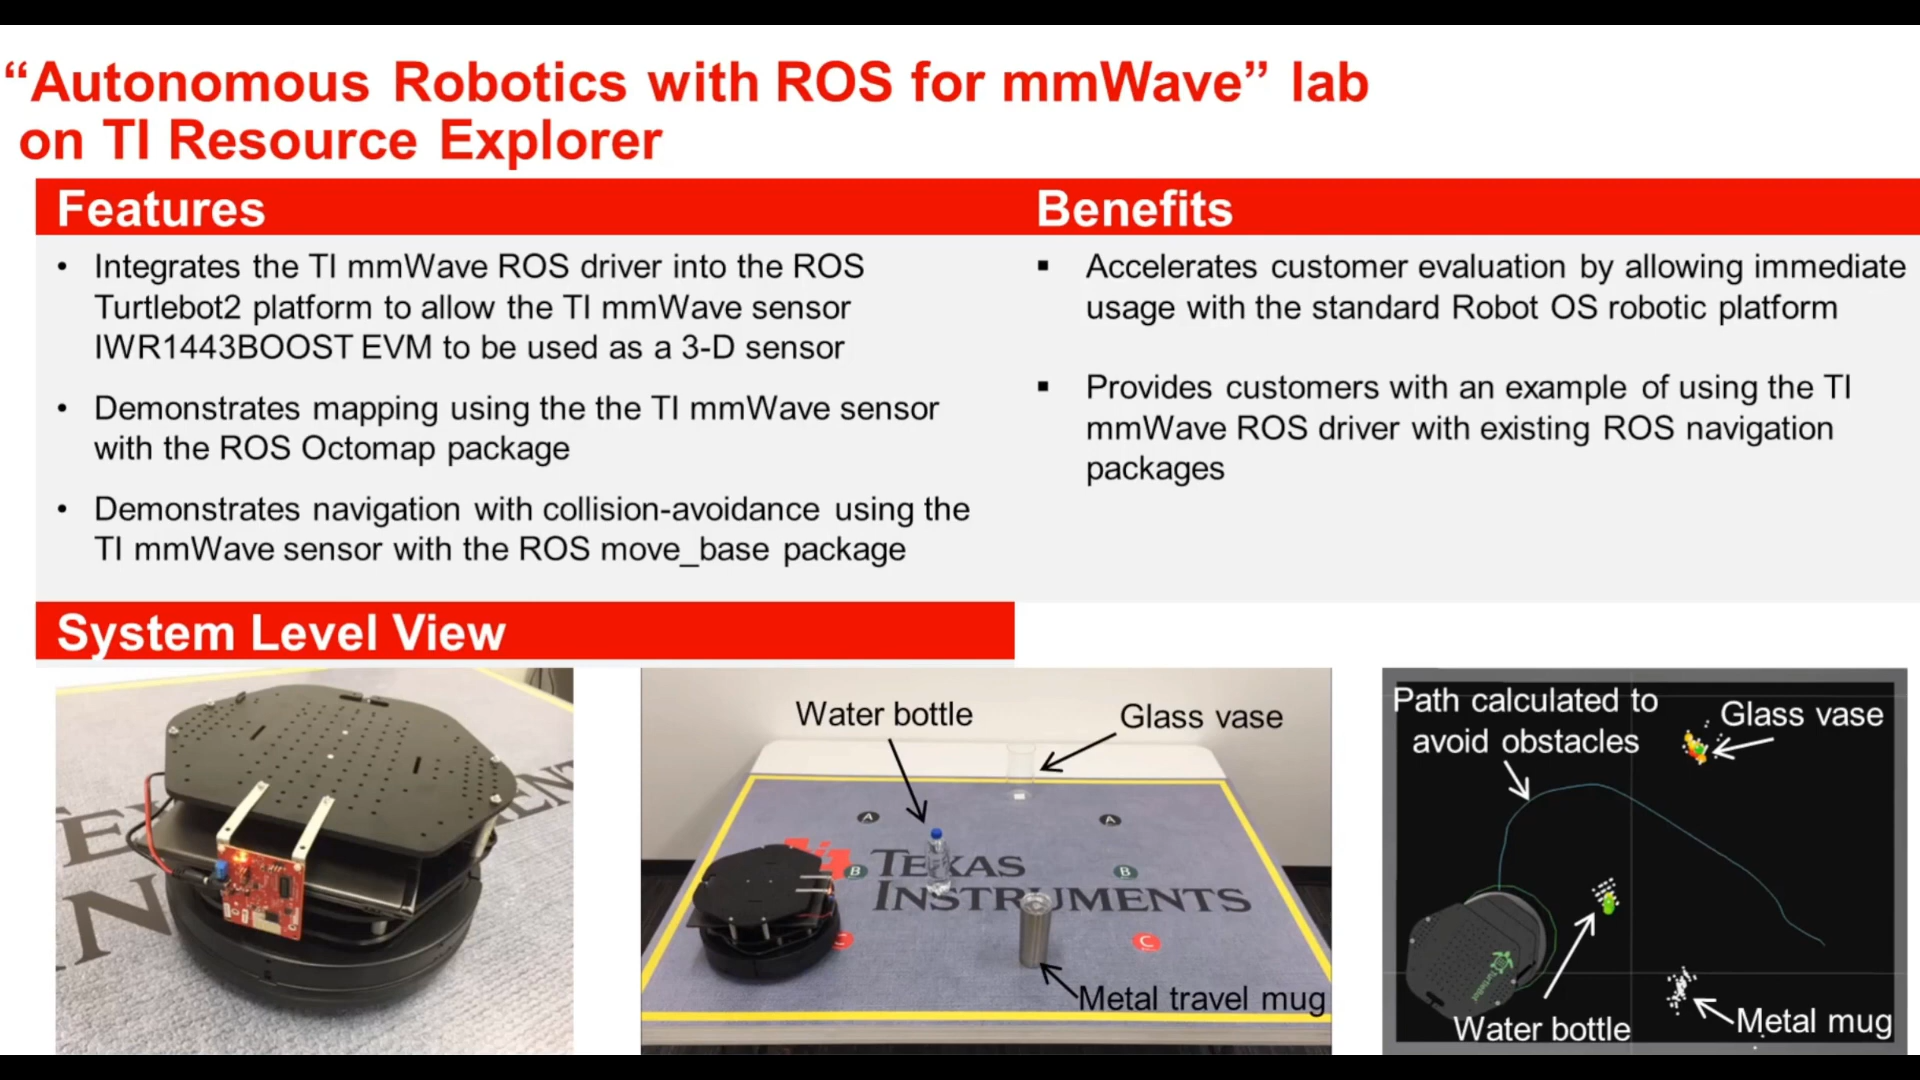 “Autonomous Robotics with ROS for mmWave” lab
on TI Resource Explorer
Features
• Integrates the TI mmWave ROS driver into the ROS
Turtlebot2 platform to allow the TI mmWave sensor
IWR1443BOOST EVM to be used as a 3-D sensor
• Demonstrates mapping using the the TI mmWave sensor
with the ROS Octomap package
• Demonstrates navigation with collision-avoidance using the
TI mmWave sensor with the ROS move_base package
Benefits
▪ Accelerates customer evaluation by allowing immediate
usage with the standard Robot OS robotic platform
▪ Provides customers with an example of using the TI
mmWave ROS driver with existing ROS navigation
packages
System Level View
Water bottle
Glass vase
A
A
B
B
TEXAS
INSTRUMENTS
C
C
Metal travel mug
Path calculated to
avoid obstacles
Glass vase
Turtlebot
Water bottle
Metal mug